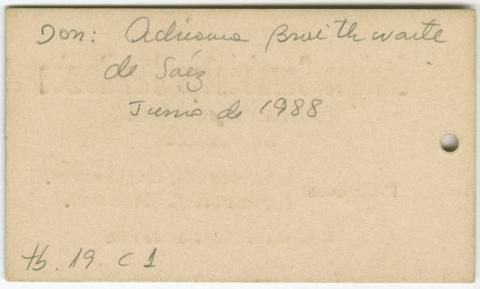 Don: Adriana Braithwaite
de Saéz
Junio de 1988
tb. 19 C 1